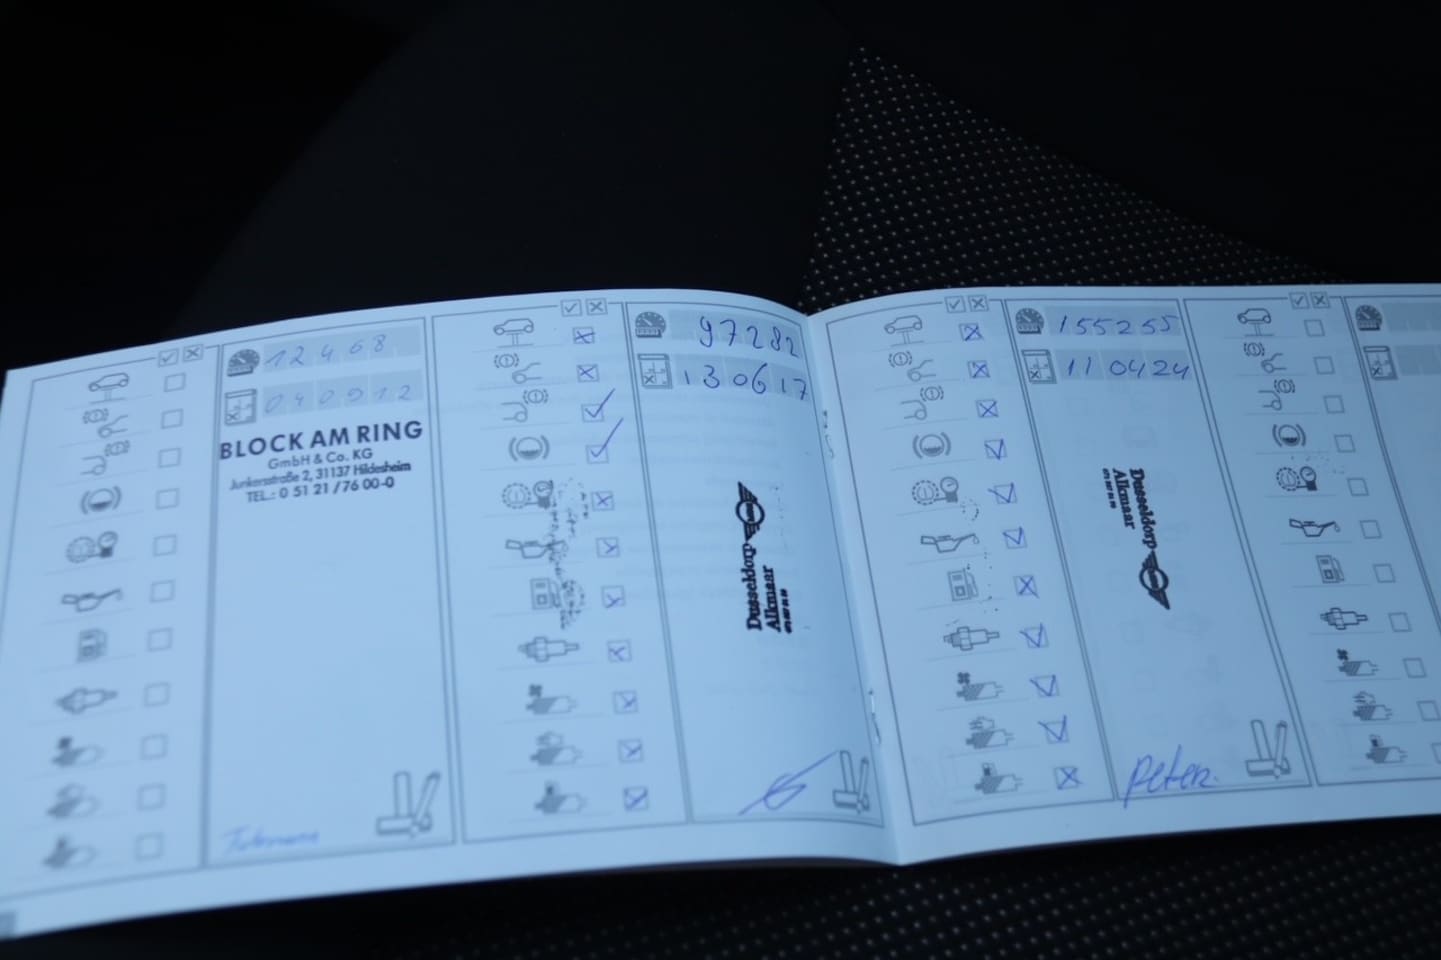 12468
040912
BLOCK AM RING
GmbH & Co. KG
Junkersstraße 2, 31137 Hildesheim
TEL.: 0 51 21 / 76 00-0
97282
130617
Dusseldorp
Alkmaar
155255
110424
Dusseldorp
Alkmaar
Peter